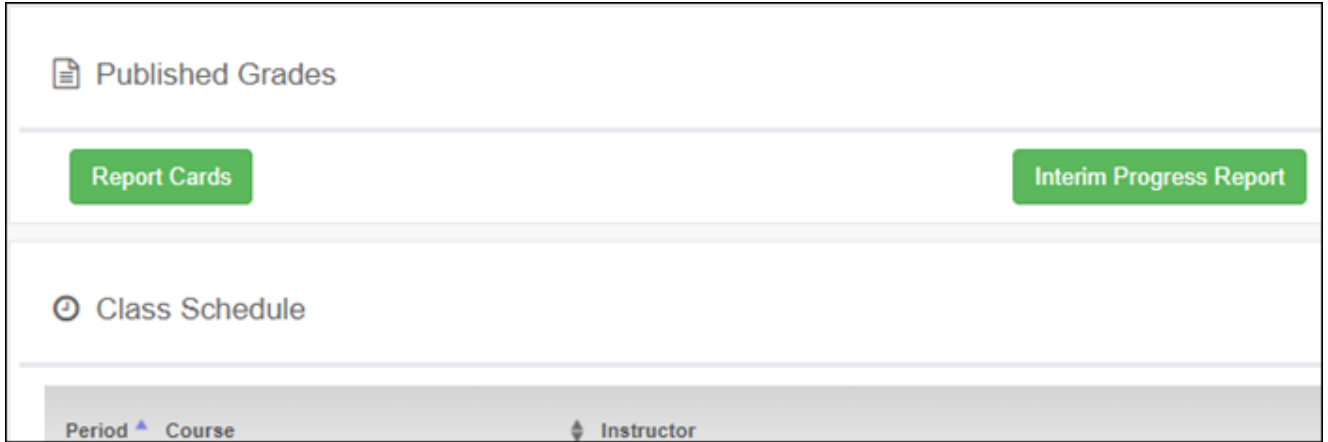 Published Grades
Report Cards Interim Progress Report
Class Schedule
Period Course Instructor